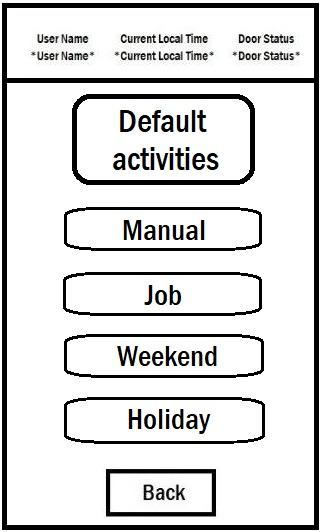 User Name Current Local Time Door Status
*User Name* *Current Local Time* *Door Status*
Default
activities
Manual
Job
Weekend
Holiday
Back